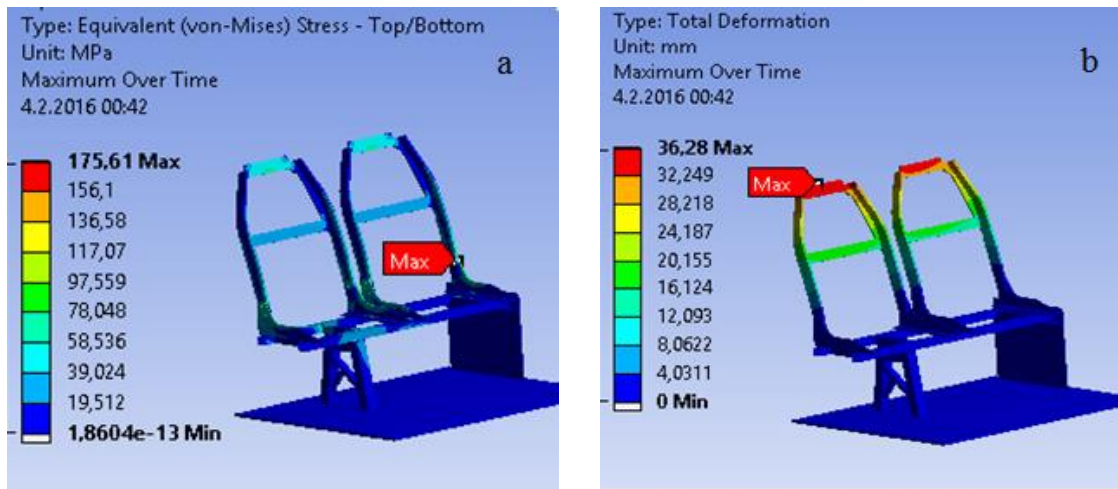 Type: Equivalent (von-Mises) Stress - Top/Bottom
Unit: MPa
Maximum Over Time
4.2.2016 00:42
a
175,61 Max
156,1
136,58
117,07
97,559
78,048
58,536
39,024
19,512
1,8604e-13 Min
Max
Type: Total Deformation
Unit: mm
Maximum Over Time
4.2.2016 00:42
b
36,28 Max
32,249
28,218
24,187
20,155
16,124
12,093
8,0622
4,0311
0 Min
Max